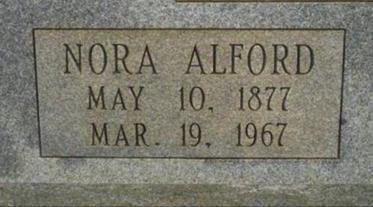 NORA ALFORD
MAY 10, 1877
MAR. 19, 1967